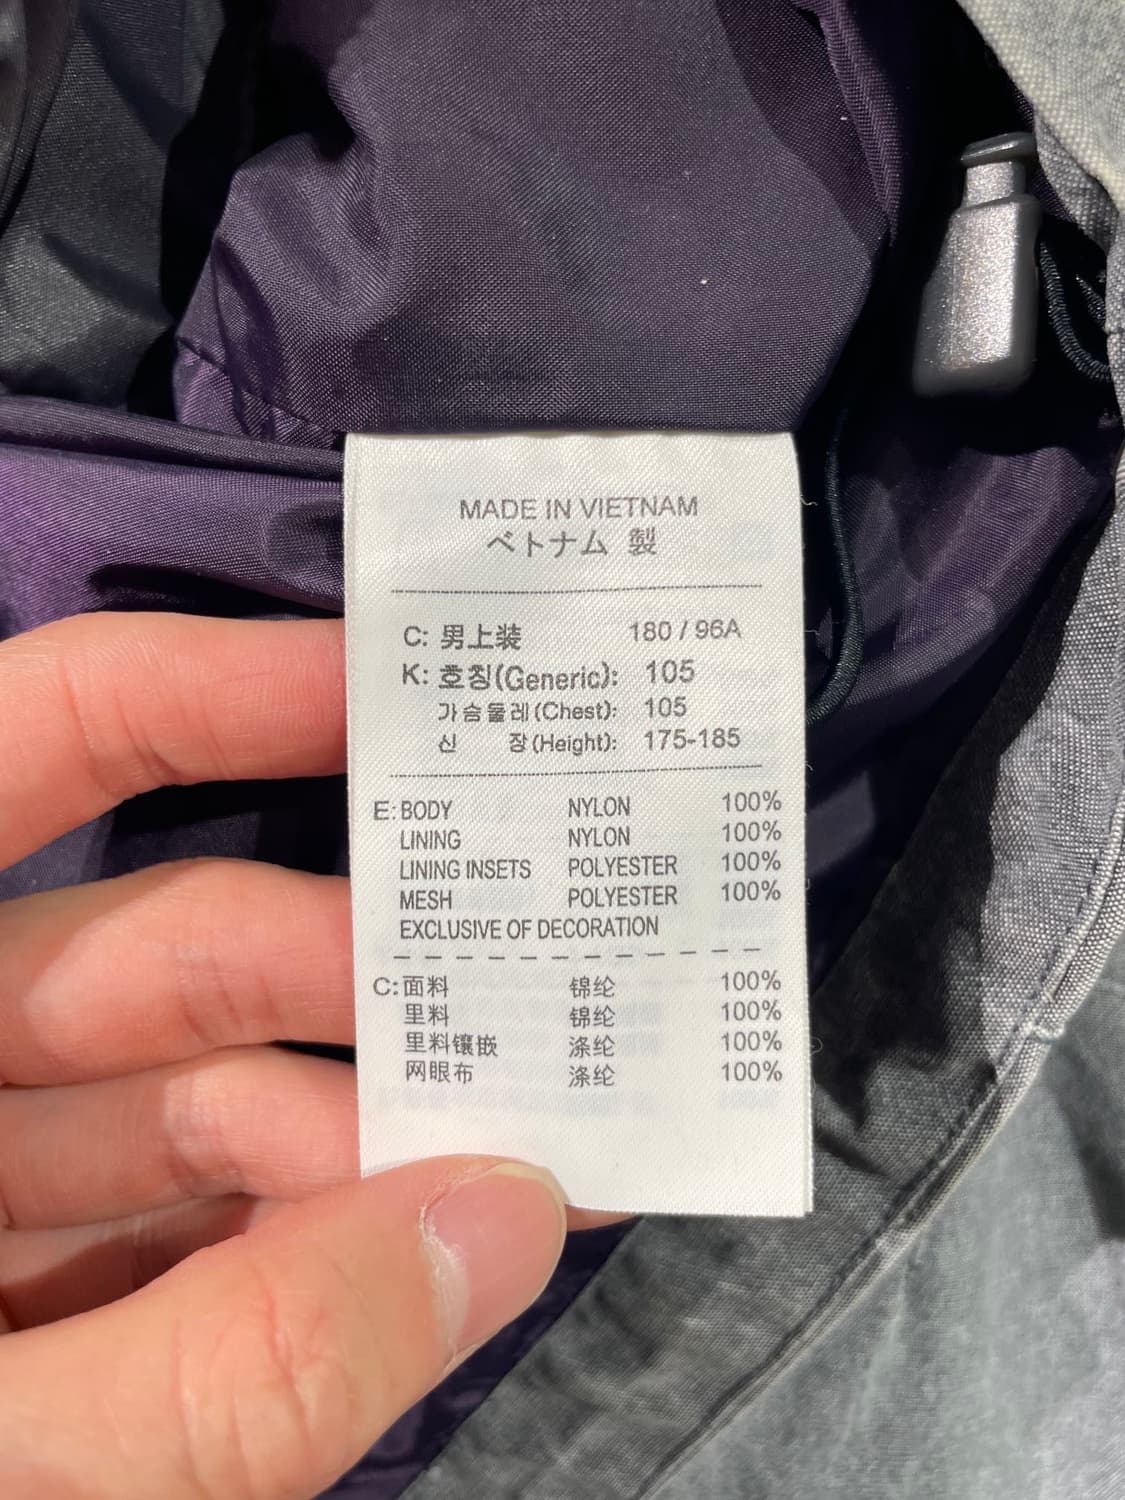 MADE IN VIETNAM
ベトナム 製
C: 男上装 180 / 96A
K: 호칭(Generic): 105
가슴둘레(Chest): 105
신 장(Height): 175-185
E: BODY NYLON 100%
LINING NYLON 100%
LINING INSETS POLYESTER 100%
MESH POLYESTER 100%
EXCLUSIVE OF DECORATION
C: 面料 锦纶 100%
里料 锦纶 100%
里料镶嵌 涤纶 100%
网眼布 涤纶 100%